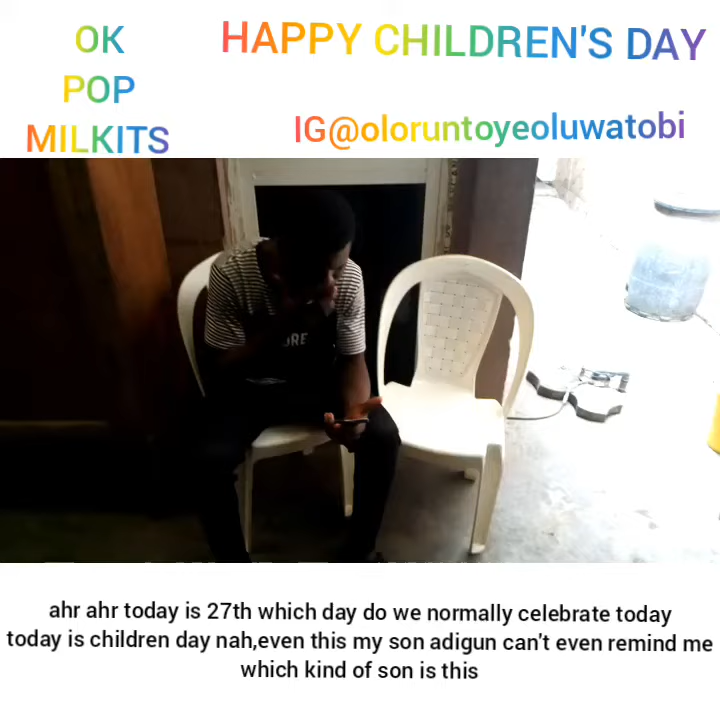 OK
POP
MILKITS
HAPPY CHILDREN'S DAY
IG@oloruntoyeoluwatobi
ahr ahr today is 27th which day do we normally celebrate today
today is children day nah,even this my son adigun can't even remind me
which kind of son is this